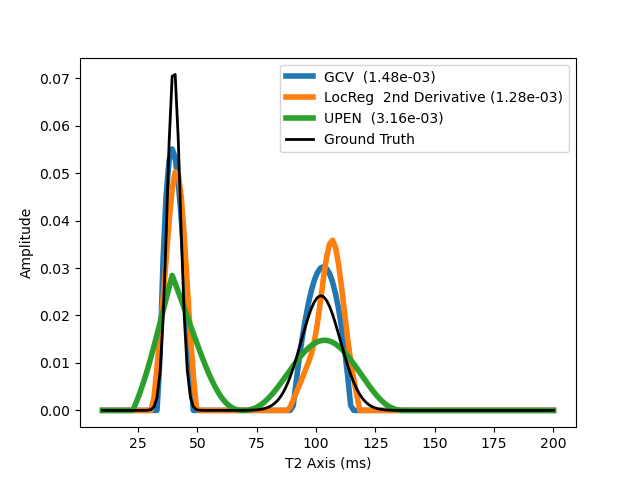 GCV  (1.48e-03)
LocReg  2nd Derivative (1.28e-03)
UPEN  (3.16e-03)
Ground Truth
0.07
0.06
0.05
0.04
0.03
0.02
0.01
0.00
Amplitude
25 50 75 100 125 150 175 200
T2 Axis (ms)